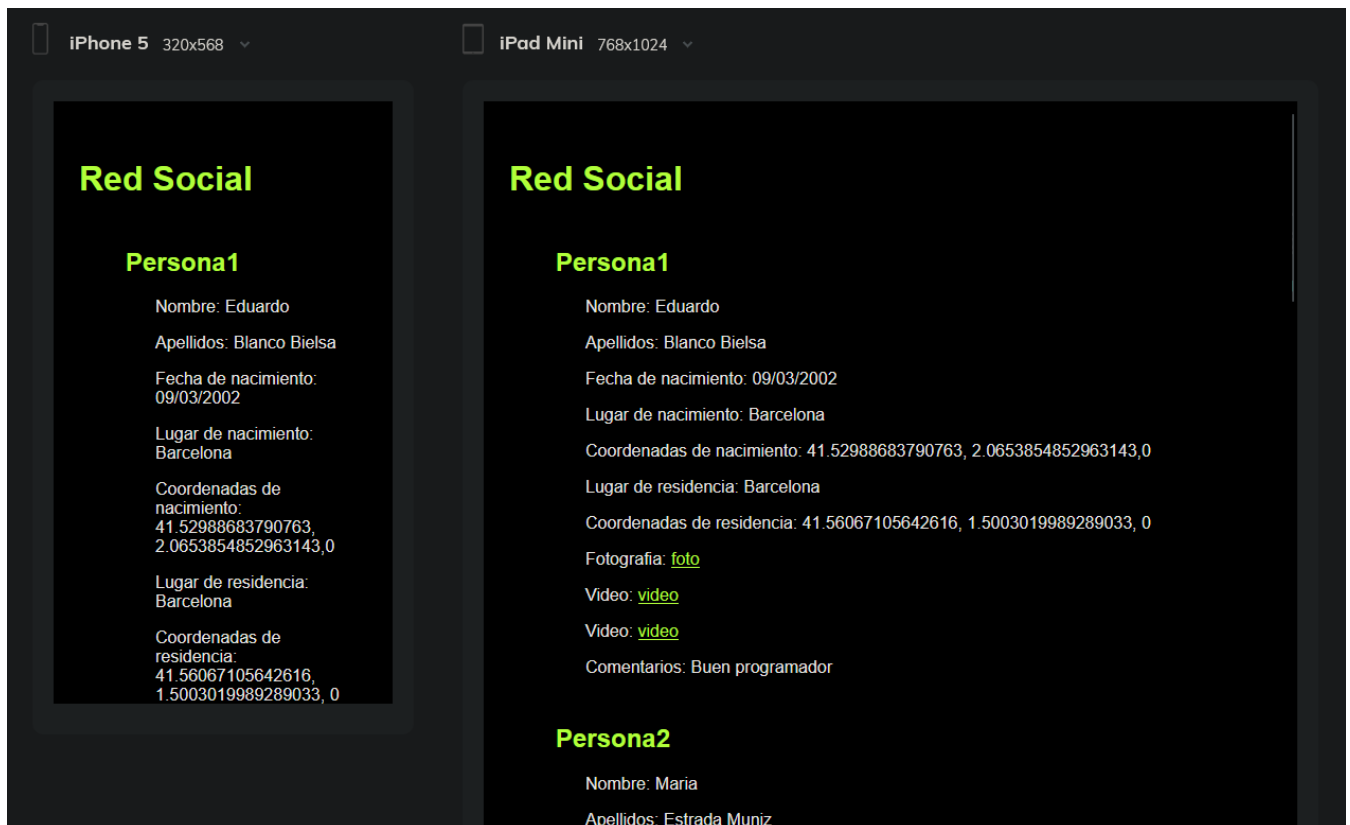 iPhone 5 320x568
Red Social
Persona1
Nombre: Eduardo
Apellidos: Blanco Bielsa
Fecha de nacimiento:
09/03/2002
Lugar de nacimiento:
Barcelona
Coordenadas de
nacimiento:
41.52988683790763,
2.0653854852963143,0
Lugar de residencia:
Barcelona
Coordenadas de
residencia:
41.56067105642616,
1.5003019989289033, 0
iPad Mini 768x1024
Red Social
Persona1
Nombre: Eduardo
Apellidos: Blanco Bielsa
Fecha de nacimiento: 09/03/2002
Lugar de nacimiento: Barcelona
Coordenadas de nacimiento: 41.52988683790763, 2.0653854852963143,0
Lugar de residencia: Barcelona
Coordenadas de residencia: 41.56067105642616, 1.5003019989289033, 0
Fotografia: foto
Video: video
Video: video
Comentarios: Buen programador
Persona2
Nombre: Maria
Apellidos: Estrada Muniz